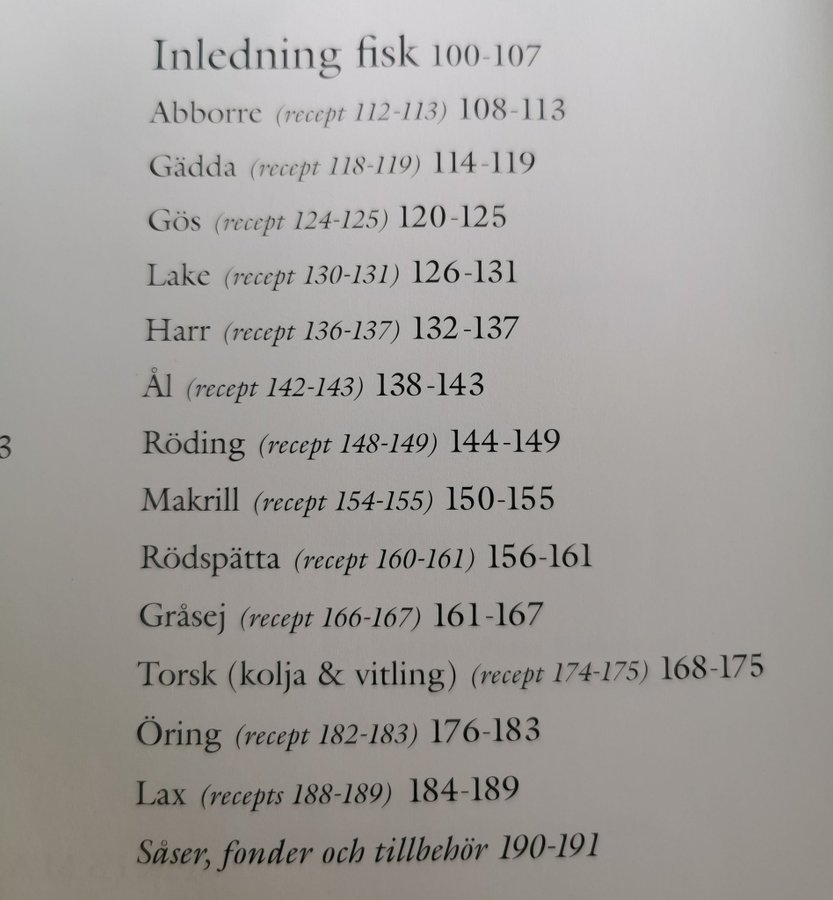 Inledning fisk 100-107
Abborre (recept 112-113) 108-113
Gädda (recept 118-119) 114-119
Gös (recept 124-125) 120-125
Lake (recept 130-131) 126-131
Harr (recept 136-137) 132-137
Ål (recept 142-143) 138-143
3
Röding (recept 148-149) 144-149
Makrill (recept 154-155) 150-155
Rödspätta (recept 160-161) 156-161
Gråsej (recept 166-167) 161-167
Torsk (kolja & vitling) (recept 174-175) 168-175
Öring (recept 182-183) 176-183
Lax (recepts 188-189) 184-189
Såser, fonder och tillbehör 190-191